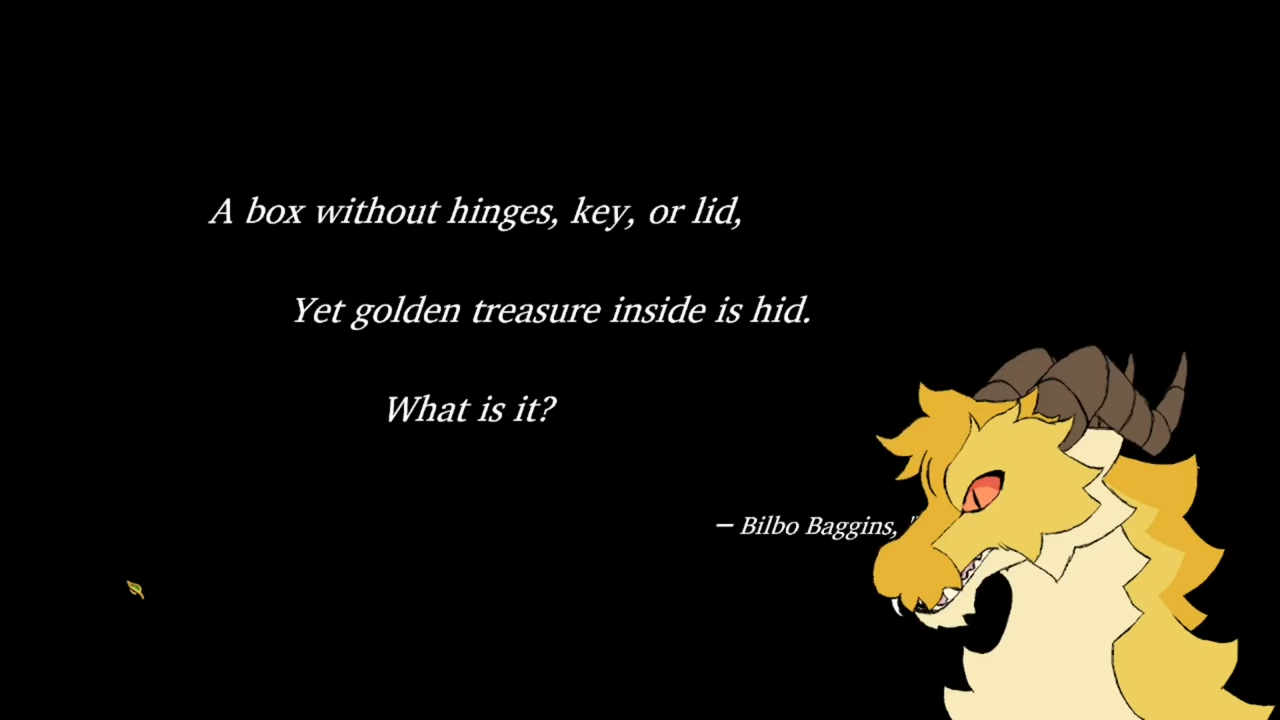 A box without hinges, key, or lid,
Yet golden treasure inside is hid.
What is it?
– Bilbo Baggins, "